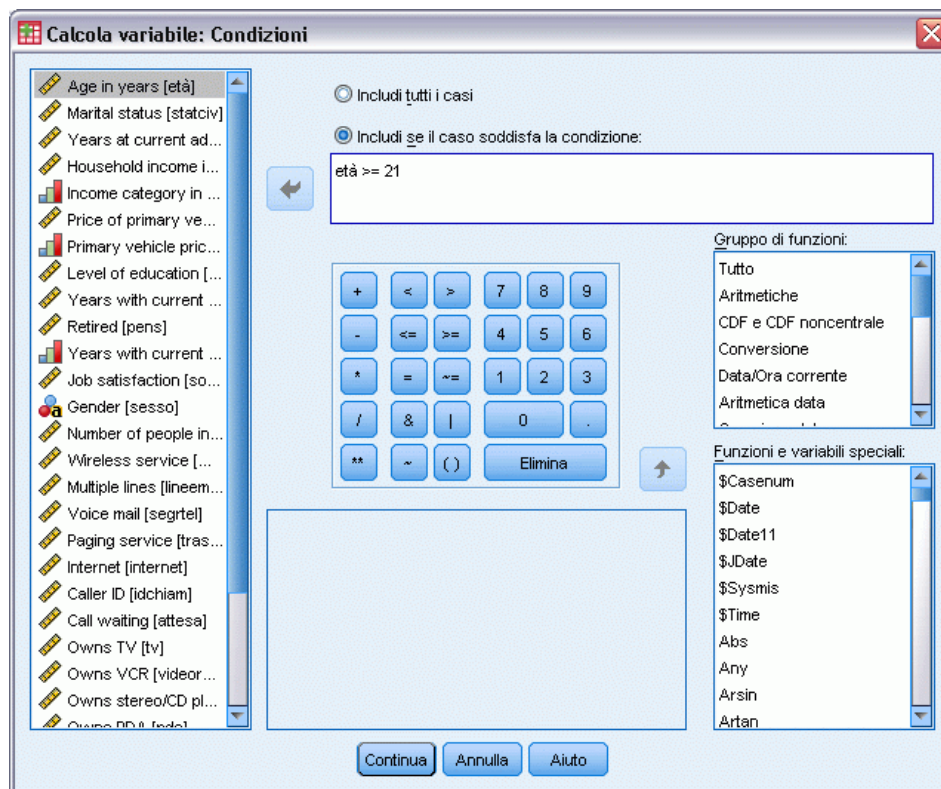 Calcola variabile: Condizioni
Age in years [età]
Marital status [statciv]
Years at current ad...
Household income i...
Income category in ...
Price of primary ve...
Primary vehicle pric...
Level of education [...
Years with current ...
Retired [pens]
Years with current ...
Job satisfaction [so...
Gender [sesso]
Number of people in...
Wireless service [...
Multiple lines [lineem...
Voice mail [segrtel]
Paging service [tras...
Internet [internet]
Caller ID [idchiam]
Call waiting [attesa]
Owns TV [tv]
Owns VCR [videor...
Owns stereo/CD pl...
Includi tutti i casi
Includi se il caso soddisfa la condizione:
età >= 21
+ < > 7 8 9
- <= >= 4 5 6
* = ~= 1 2 3
/ & | 0 .
** ~ ( ) Elimina
Gruppo di funzioni:
Tutto
Aritmetiche
CDF e CDF noncentrale
Conversione
Data/Ora corrente
Aritmetica data
Funzioni e variabili speciali:
$Casenum
$Date
$Date11
$JDate
$Sysmis
$Time
Abs
Any
Arsin
Artan
Continua Annulla Aiuto